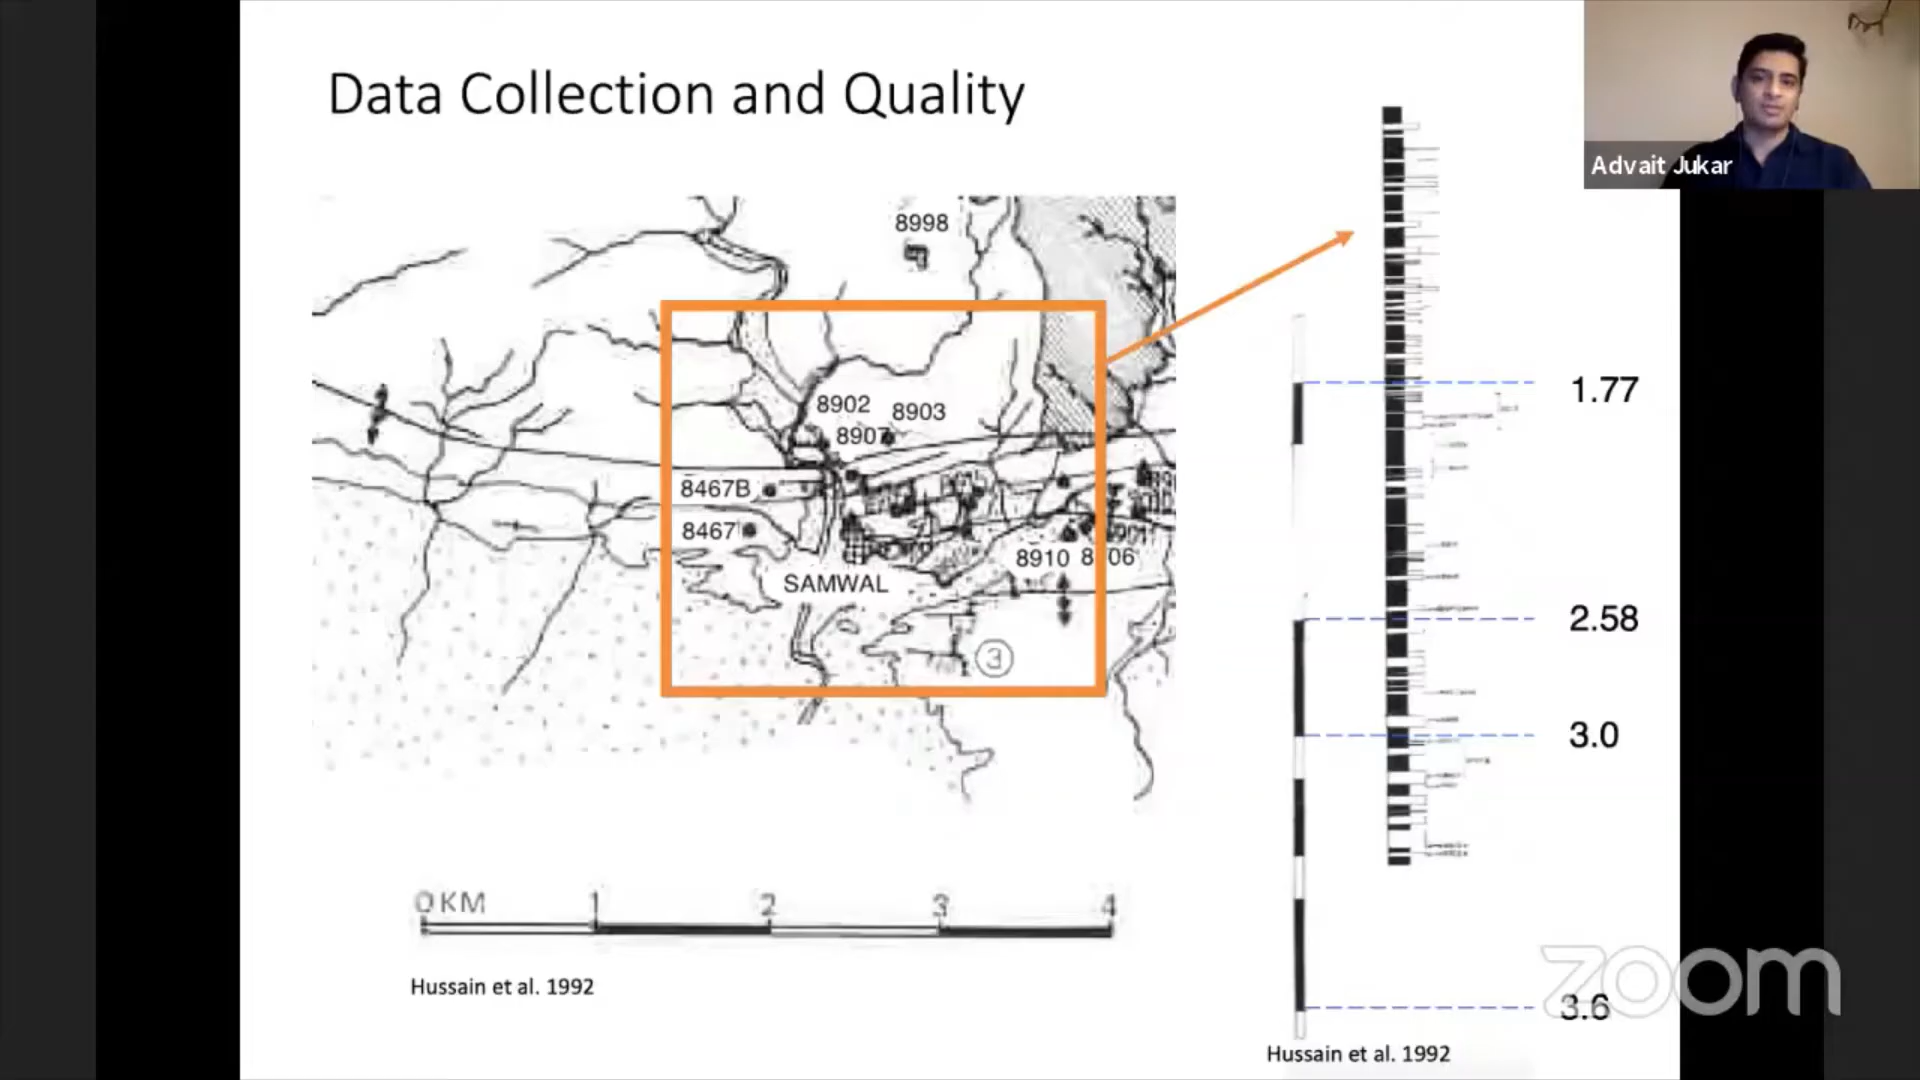 Data Collection and Quality
Advait Jukar
8998
8902
8903
8907
8467B
8467
8910
SAMWAL
3
1.77
2.58
3.0
3.6
0 KM 1 2 3 4
Hussain et al. 1992
Hussain et al. 1992
zoom